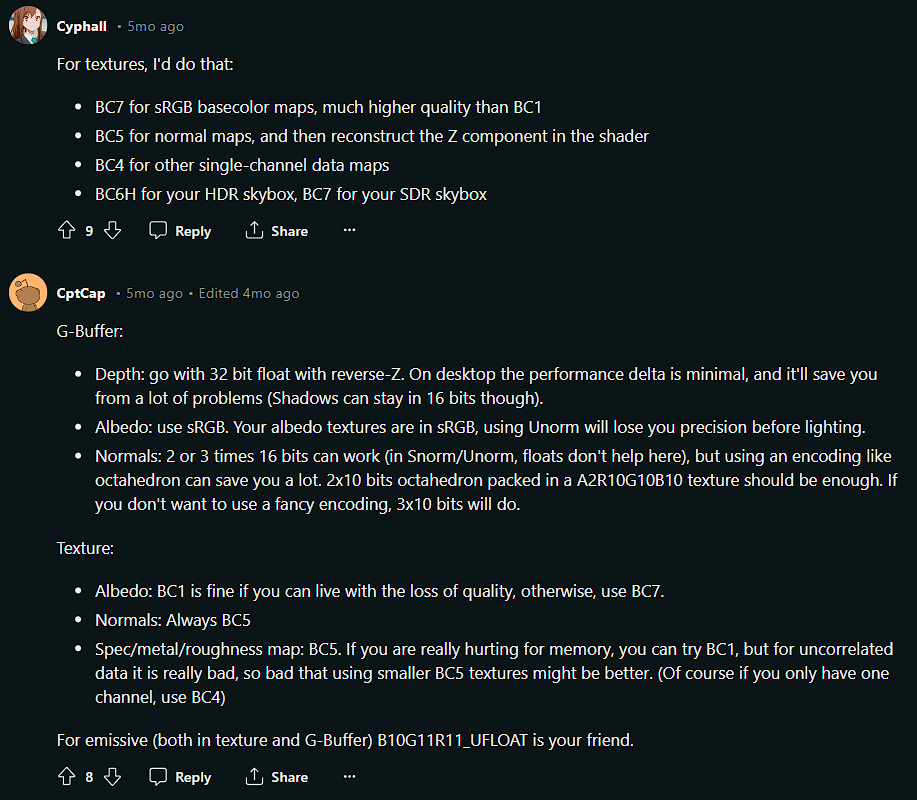 Cyphall • 5mo ago
For textures, I'd do that:
• BC7 for sRGB basecolor maps, much higher quality than BC1
• BC5 for normal maps, and then reconstruct the Z component in the shader
• BC4 for other single-channel data maps
• BC6H for your HDR skybox, BC7 for your SDR skybox
9 Reply Share ...
CptCap • 5mo ago • Edited 4mo ago
G-Buffer:
• Depth: go with 32 bit float with reverse-Z. On desktop the performance delta is minimal, and it'll save you
from a lot of problems (Shadows can stay in 16 bits though).
• Albedo: use sRGB. Your albedo textures are in sRGB, using Unorm will lose you precision before lighting.
• Normals: 2 or 3 times 16 bits can work (in Snorm/Unorm, floats don't help here), but using an encoding like
octahedron can save you a lot. 2x10 bits octahedron packed in a A2R10G10B10 texture should be enough. If
you don't want to use a fancy encoding, 3x10 bits will do.
Texture:
• Albedo: BC1 is fine if you can live with the loss of quality, otherwise, use BC7.
• Normals: Always BC5
• Spec/metal/roughness map: BC5. If you are really hurting for memory, you can try BC1, but for uncorrelated
data it is really bad, so bad that using smaller BC5 textures might be better. (Of course if you only have one
channel, use BC4)
For emissive (both in texture and G-Buffer) B10G11R11_UFLOAT is your friend.
8 Reply Share ...